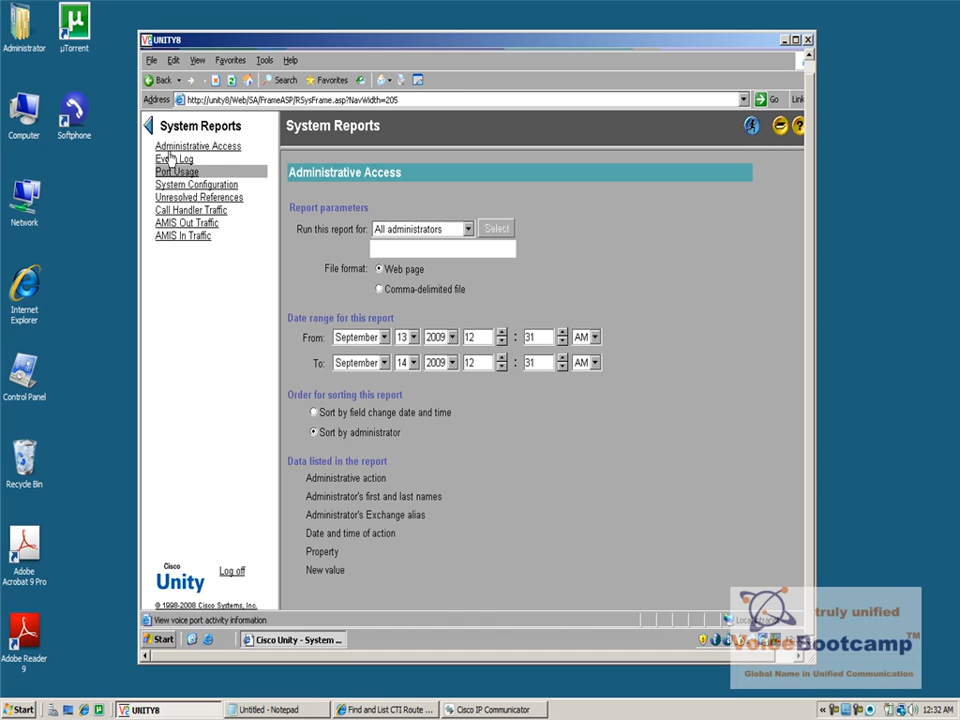 Administrator
µTorrent
Computer
Softphone
Network
Internet
Explorer
Control Panel
Recycle Bin
Adobe
Acrobat 9 Pro
Adobe Reader
9
UNITY8
File Edit View Favorites Tools Help
Back Search Favorites
Address http://unity8/Web/SA/FrameASP/RSysFrame.asp?NavWidth=205 Go Link
System Reports
Administrative Access
Event Log
Port Usage
System Configuration
Unresolved References
Call Handler Traffic
AMIS Out Traffic
AMIS In Traffic
Cisco
Unity
Log off
© 1998-2008 Cisco Systems, Inc.
System Reports
Administrative Access
Report parameters
Run this report for: All administrators Select
File format: Web page
Comma-delimited file
Date range for this report
From: September 13 2009 12 : 31 AM
To: September 14 2009 12 : 31 AM
Order for sorting this report
Sort by field change date and time
Sort by administrator
Data listed in the report
Administrative action
Administrator's first and last names
Administrator's Exchange alias
Date and time of action
Property
New value
View voice port activity information
Start Cisco Unity - System ...
truly unified
VoiceBootcamp™
Global Name in Unified Communication
Start UNITY8 Untitled - Notepad Find and List CTI Route ... Cisco IP Communicator 12:32 AM